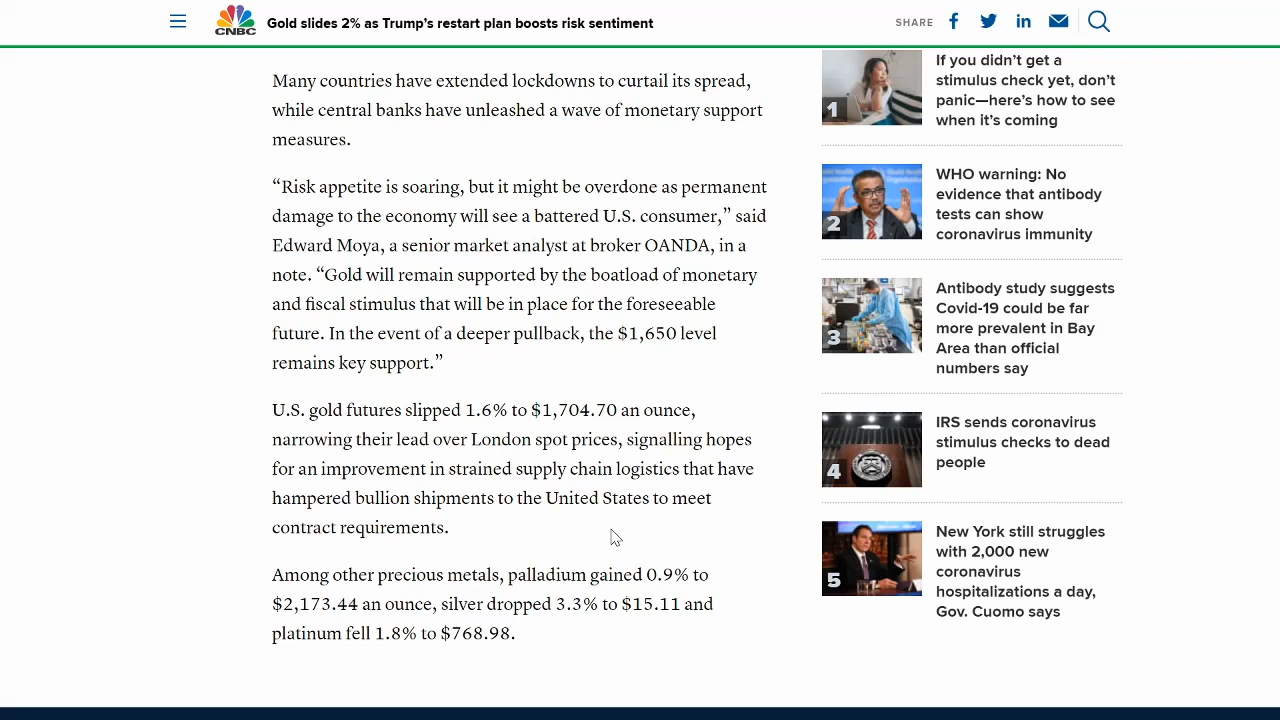 CNBC
Gold slides 2% as Trump’s restart plan boosts risk sentiment
SHARE
Many countries have extended lockdowns to curtail its spread,
while central banks have unleashed a wave of monetary support
measures.
“Risk appetite is soaring, but it might be overdone as permanent
damage to the economy will see a battered U.S. consumer,” said
Edward Moya, a senior market analyst at broker OANDA, in a
note. “Gold will remain supported by the boatload of monetary
and fiscal stimulus that will be in place for the foreseeable
future. In the event of a deeper pullback, the $1,650 level
remains key support.”
U.S. gold futures slipped 1.6% to $1,704.70 an ounce,
narrowing their lead over London spot prices, signalling hopes
for an improvement in strained supply chain logistics that have
hampered bullion shipments to the United States to meet
contract requirements.
Among other precious metals, palladium gained 0.9% to
$2,173.44 an ounce, silver dropped 3.3% to $15.11 and
platinum fell 1.8% to $768.98.
1
If you didn’t get a
stimulus check yet, don’t
panic—here’s how to see
when it’s coming
2
WHO warning: No
evidence that antibody
tests can show
coronavirus immunity
3
Antibody study suggests
Covid-19 could be far
more prevalent in Bay
Area than official
numbers say
4
IRS sends coronavirus
stimulus checks to dead
people
5
New York still struggles
with 2,000 new
coronavirus
hospitalizations a day,
Gov. Cuomo says